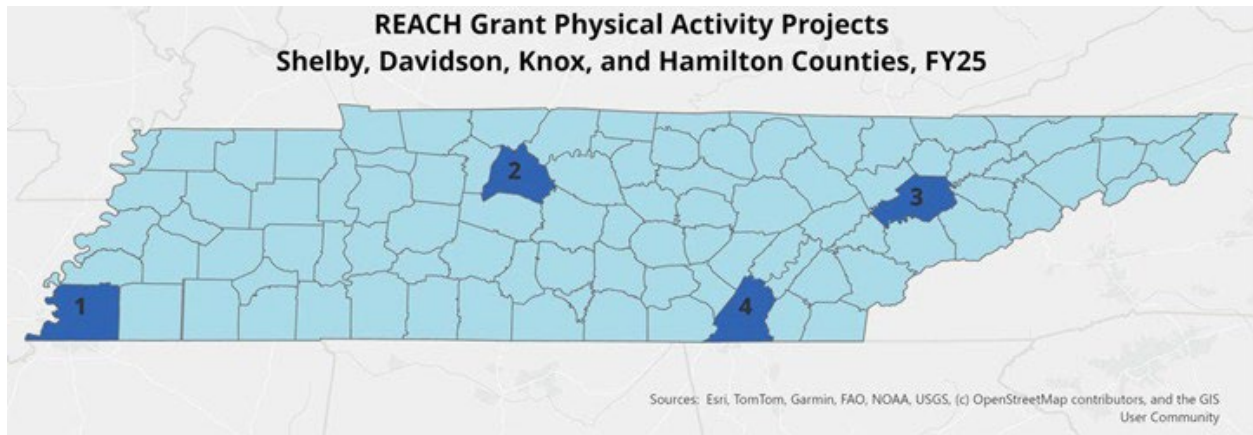 REACH Grant Physical Activity Projects
Shelby, Davidson, Knox, and Hamilton Counties, FY25
2
3
1
4
Sources: Esri, TomTom, Garmin, FAO, NOAA, USGS, (c) OpenStreetMap contributors, and the GIS
User Community